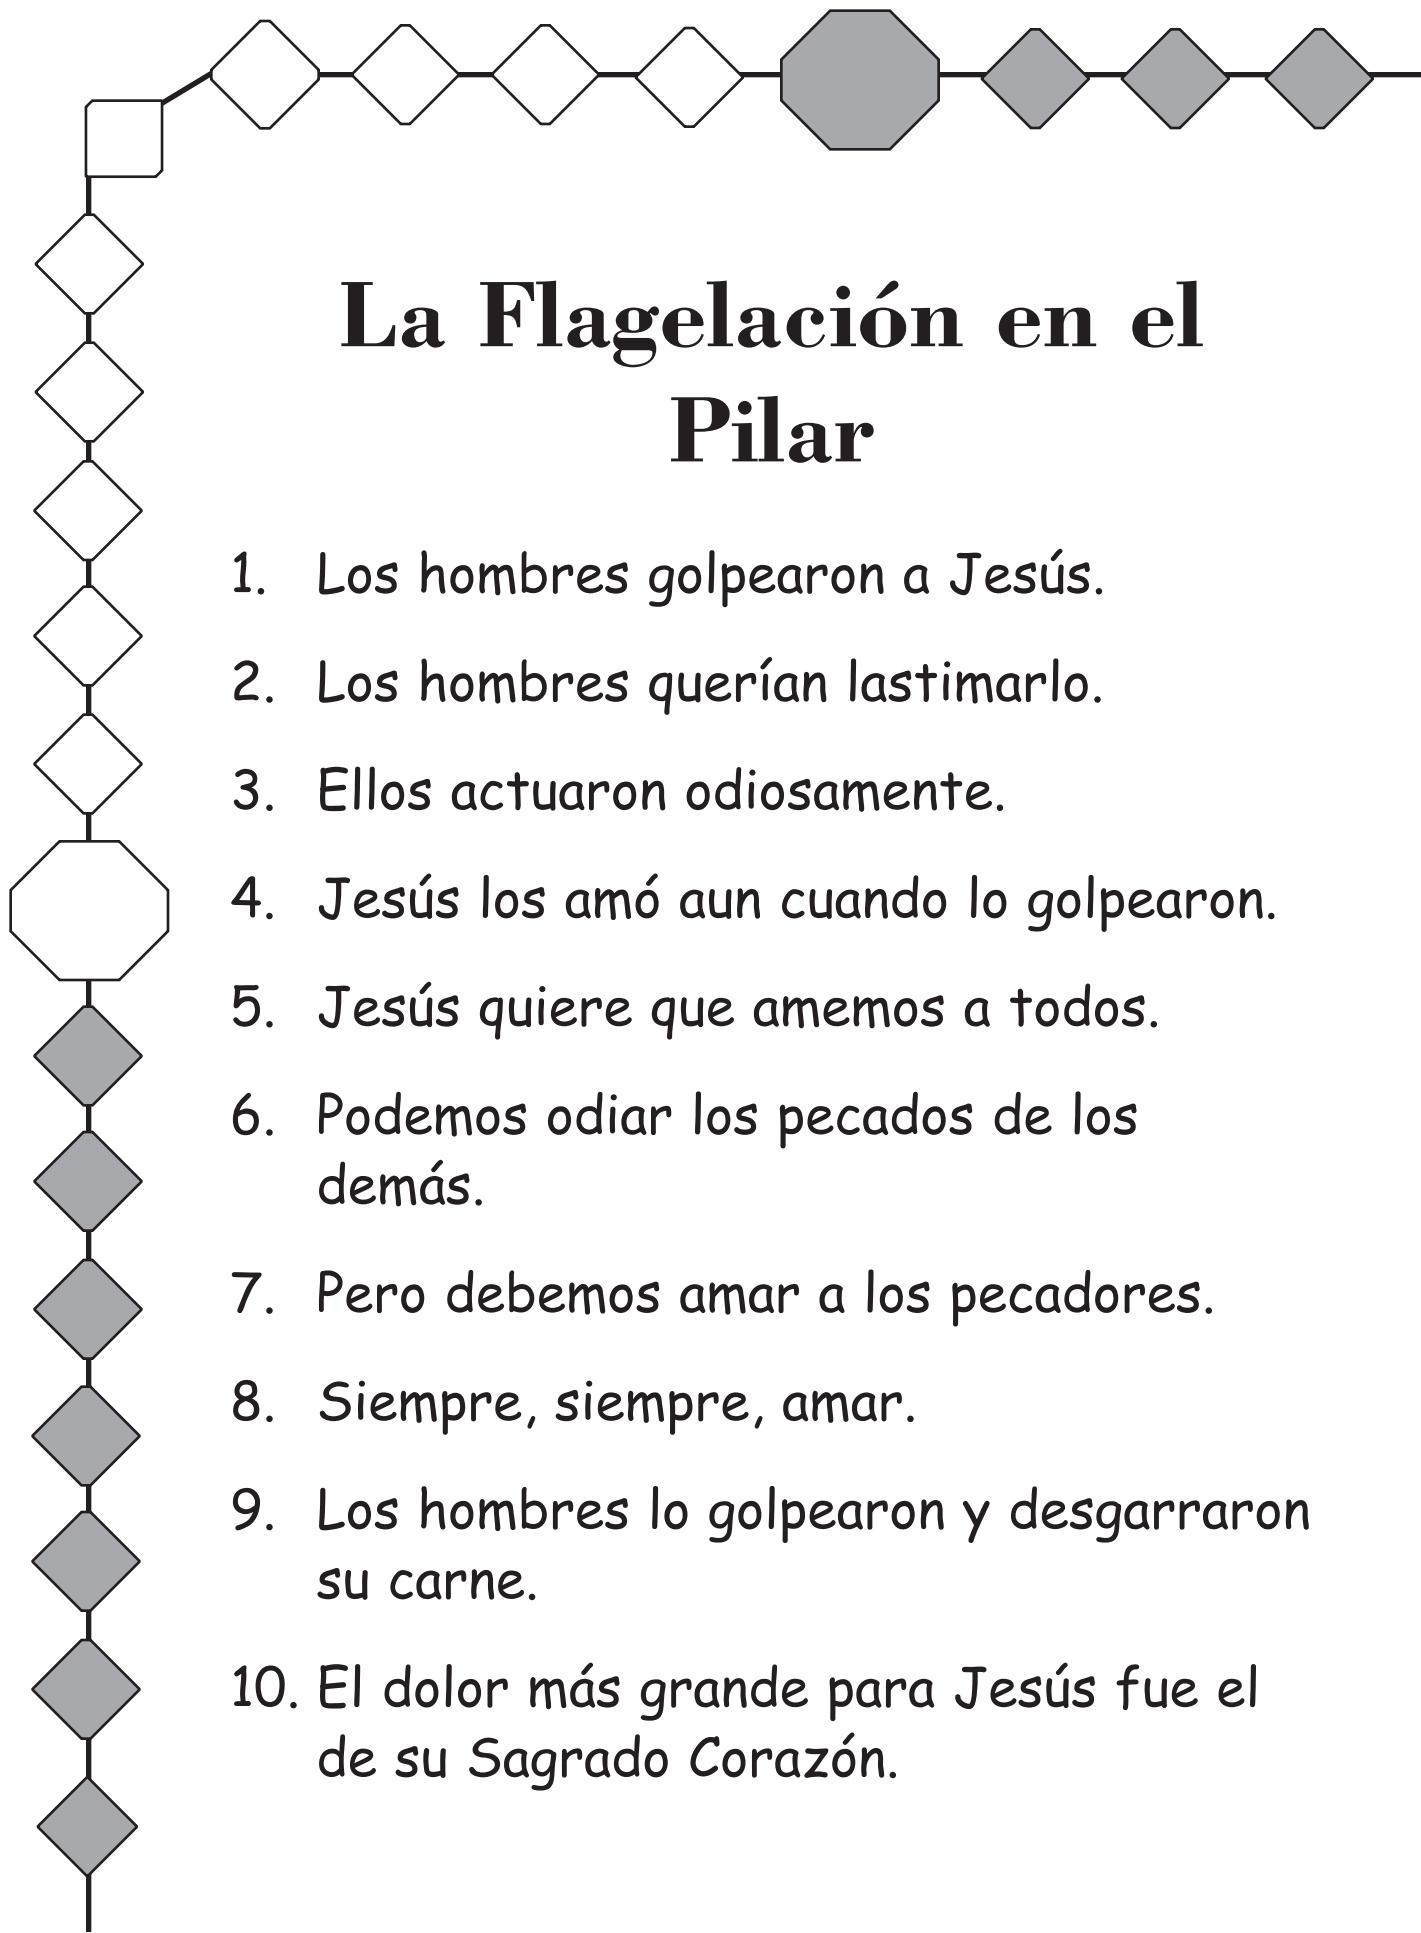 La Flagelación en el
Pilar
1. Los hombres golpearon a Jesús.
2. Los hombres querían lastimarlo.
3. Ellos actuaron odiosamente.
4. Jesús los amó aun cuando lo golpearon.
5. Jesús quiere que amemos a todos.
6. Podemos odiar los pecados de los
demás.
7. Pero debemos amar a los pecadores.
8. Siempre, siempre, amar.
9. Los hombres lo golpearon y desgarraron
su carne.
10. El dolor más grande para Jesús fue el
de su Sagrado Corazón.